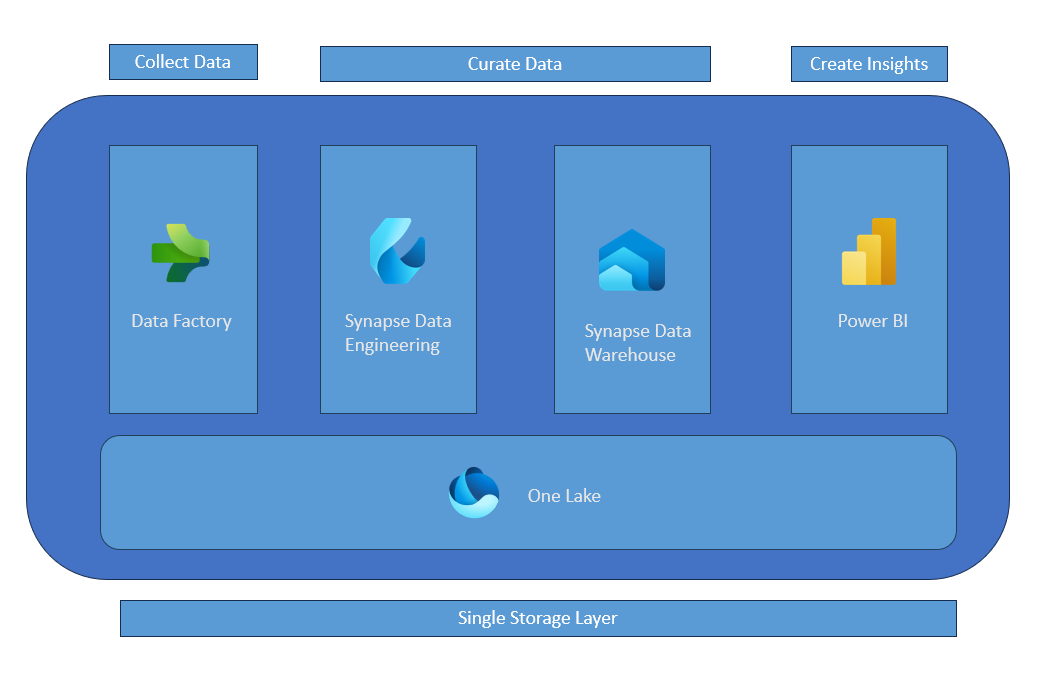 Collect Data
Curate Data
Create Insights
Data Factory
Synapse Data
Engineering
Synapse Data
Warehouse
Power BI
One Lake
Single Storage Layer